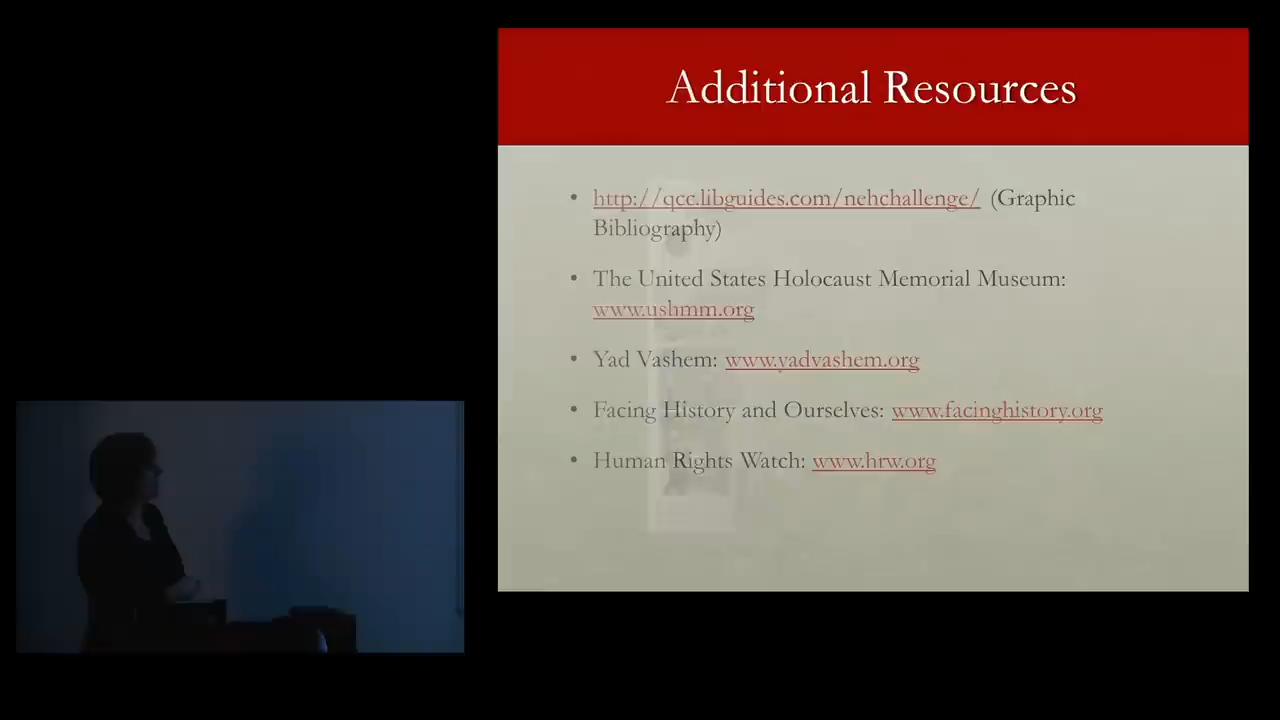 Additional Resources
• http://qcc.libguides.com/nehchallenge/ (Graphic
Bibliography)
• The United States Holocaust Memorial Museum:
www.ushmm.org
• Yad Vashem: www.yadvashem.org
• Facing History and Ourselves: www.facinghistory.org
• Human Rights Watch: www.hrw.org